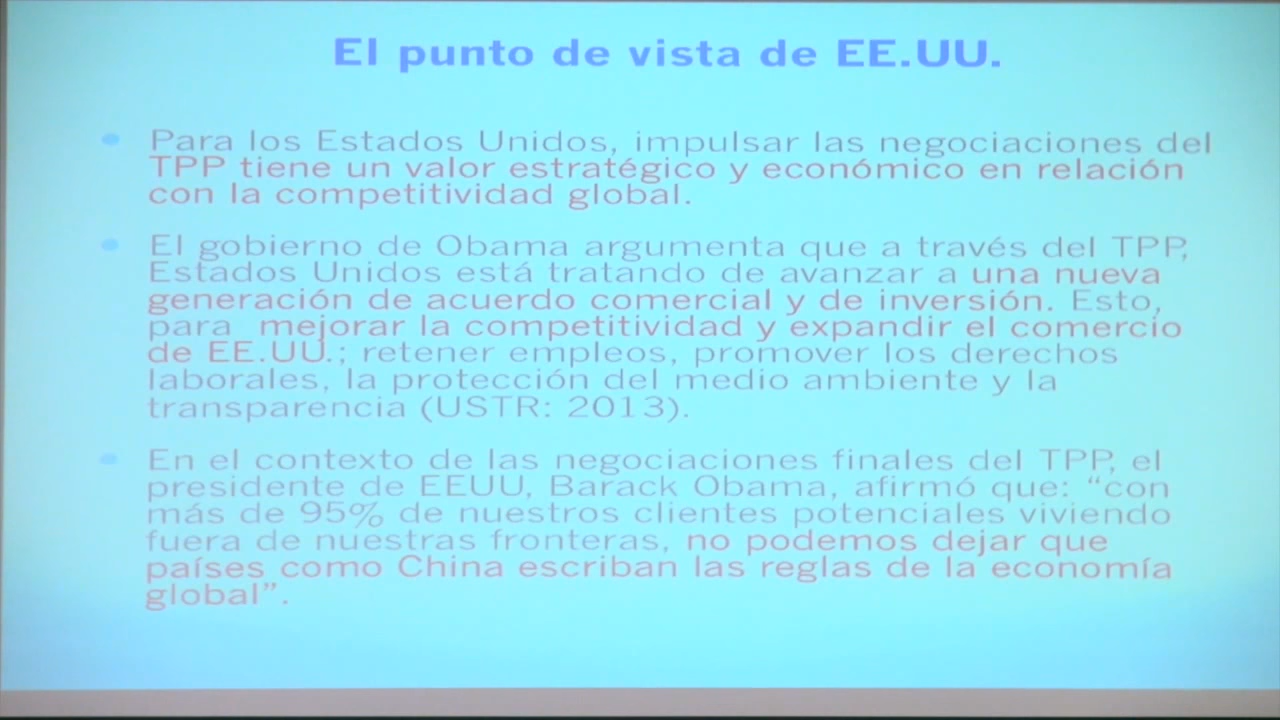 El punto de vista de EE.UU.
Para los Estados Unidos, impulsar las negociaciones del
TPP tiene un valor estratégico y económico en relación
con la competitividad global.
El gobierno de Obama argumenta que a través del TPP,
Estados Unidos está tratando de avanzar a una nueva
generación de acuerdo comercial y de inversión. Esto,
para mejorar la competitividad y expandir el comercio
de EE.UU.; retener empleos, promover los derechos
laborales, la protección del medio ambiente y la
transparencia (USTR: 2013).
En el contexto de las negociaciones finales del TPP, el
presidente de EEUU, Barack Obama, afirmó que: “con
más de 95% de nuestros clientes potenciales viviendo
fuera de nuestras fronteras, no podemos dejar que
países como China escriban las reglas de la economía
global”.